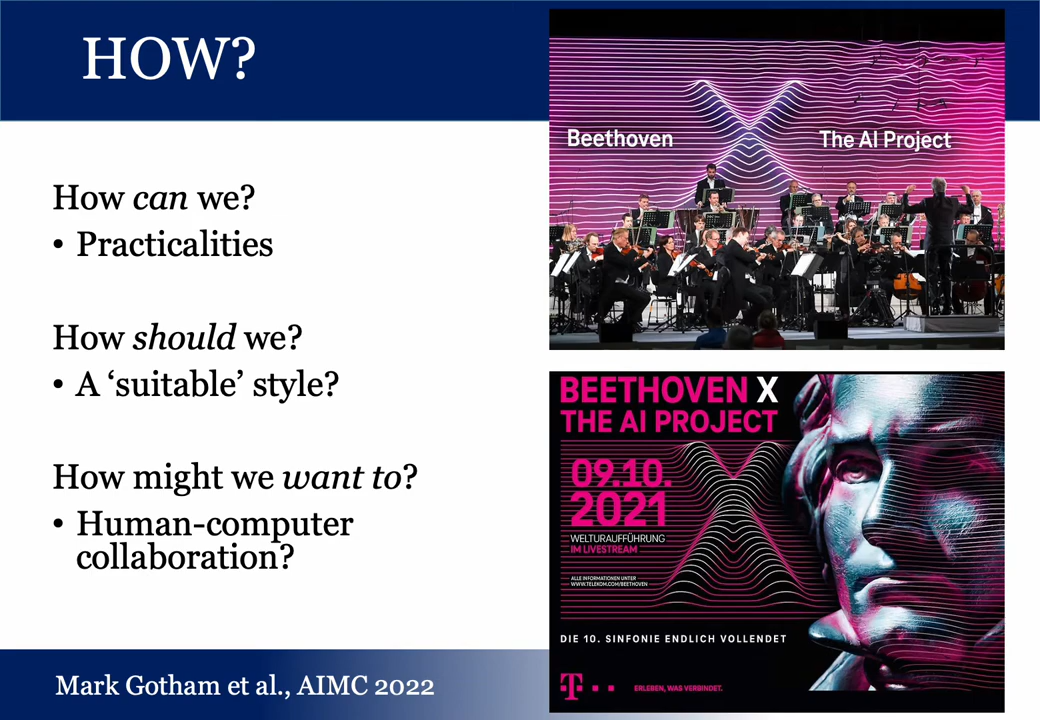 HOW?
How can we?
• Practicalities
How should we?
• A ‘suitable’ style?
How might we want to?
• Human-computer
collaboration?
Mark Gotham et al., AIMC 2022
Beethoven
The AI Project
BEETHOVEN X
THE AI PROJECT
09.10.
2021
WELTURAUFFÜHRUNG
IM LIVESTREAM
ALLE INFORMATIONEN UNTER
WWW.TELEKOM.COM/BEETHOVEN
DIE 10. SINFONIE ENDLICH VOLLENDET
T
ERLEBEN, WAS VERBINDET.